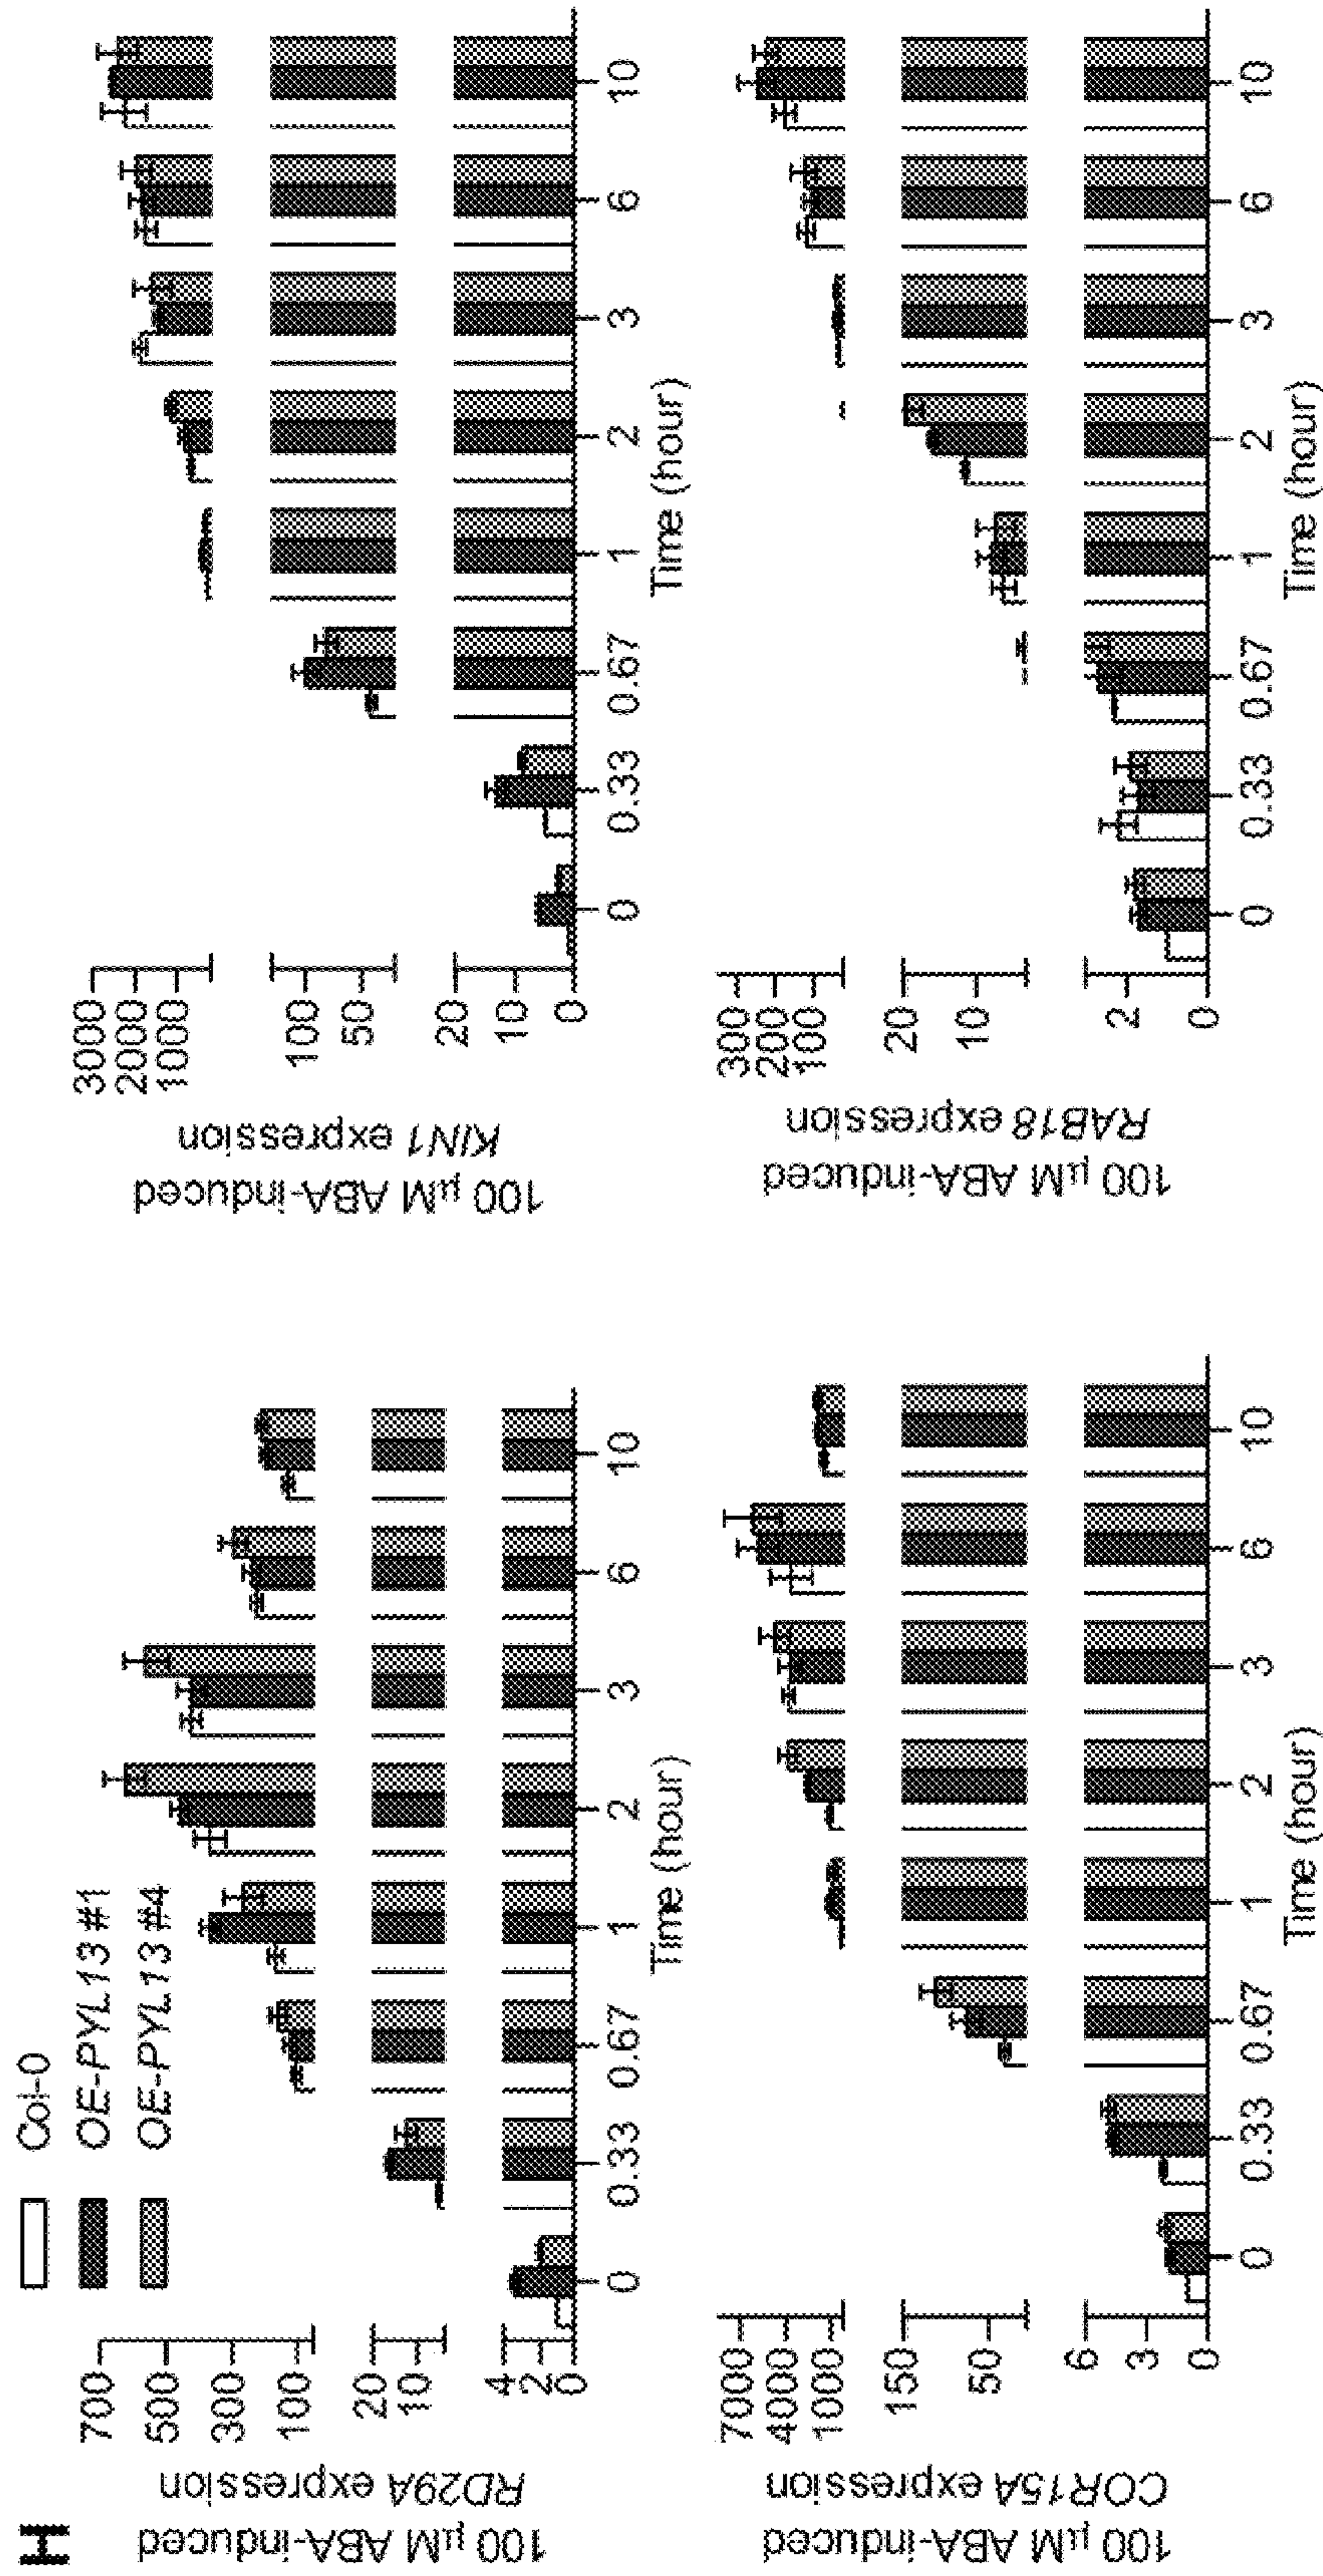 H
Col-0
OE-PYL13 #1
OE-PYL13 #4
100 µM ABA-induced
RD29A expression
700
500
300
100
20
10
4
2
0
0 0.33 0.67 1 2 3 6 10
Time (hour)
100 µM ABA-induced
KIN1 expression
3000
2000
1000
100
50
20
10
0
0 0.33 0.67 1 2 3 6 10
Time (hour)
100 µM ABA-induced
COR15A expression
7000
4000
1000
150
50
6
3
0
0 0.33 0.67 1 2 3 6 10
Time (hour)
100 µM ABA-induced
RAB18 expression
300
200
100
20
10
2
0
0 0.33 0.67 1 2 3 6 10
Time (hour)